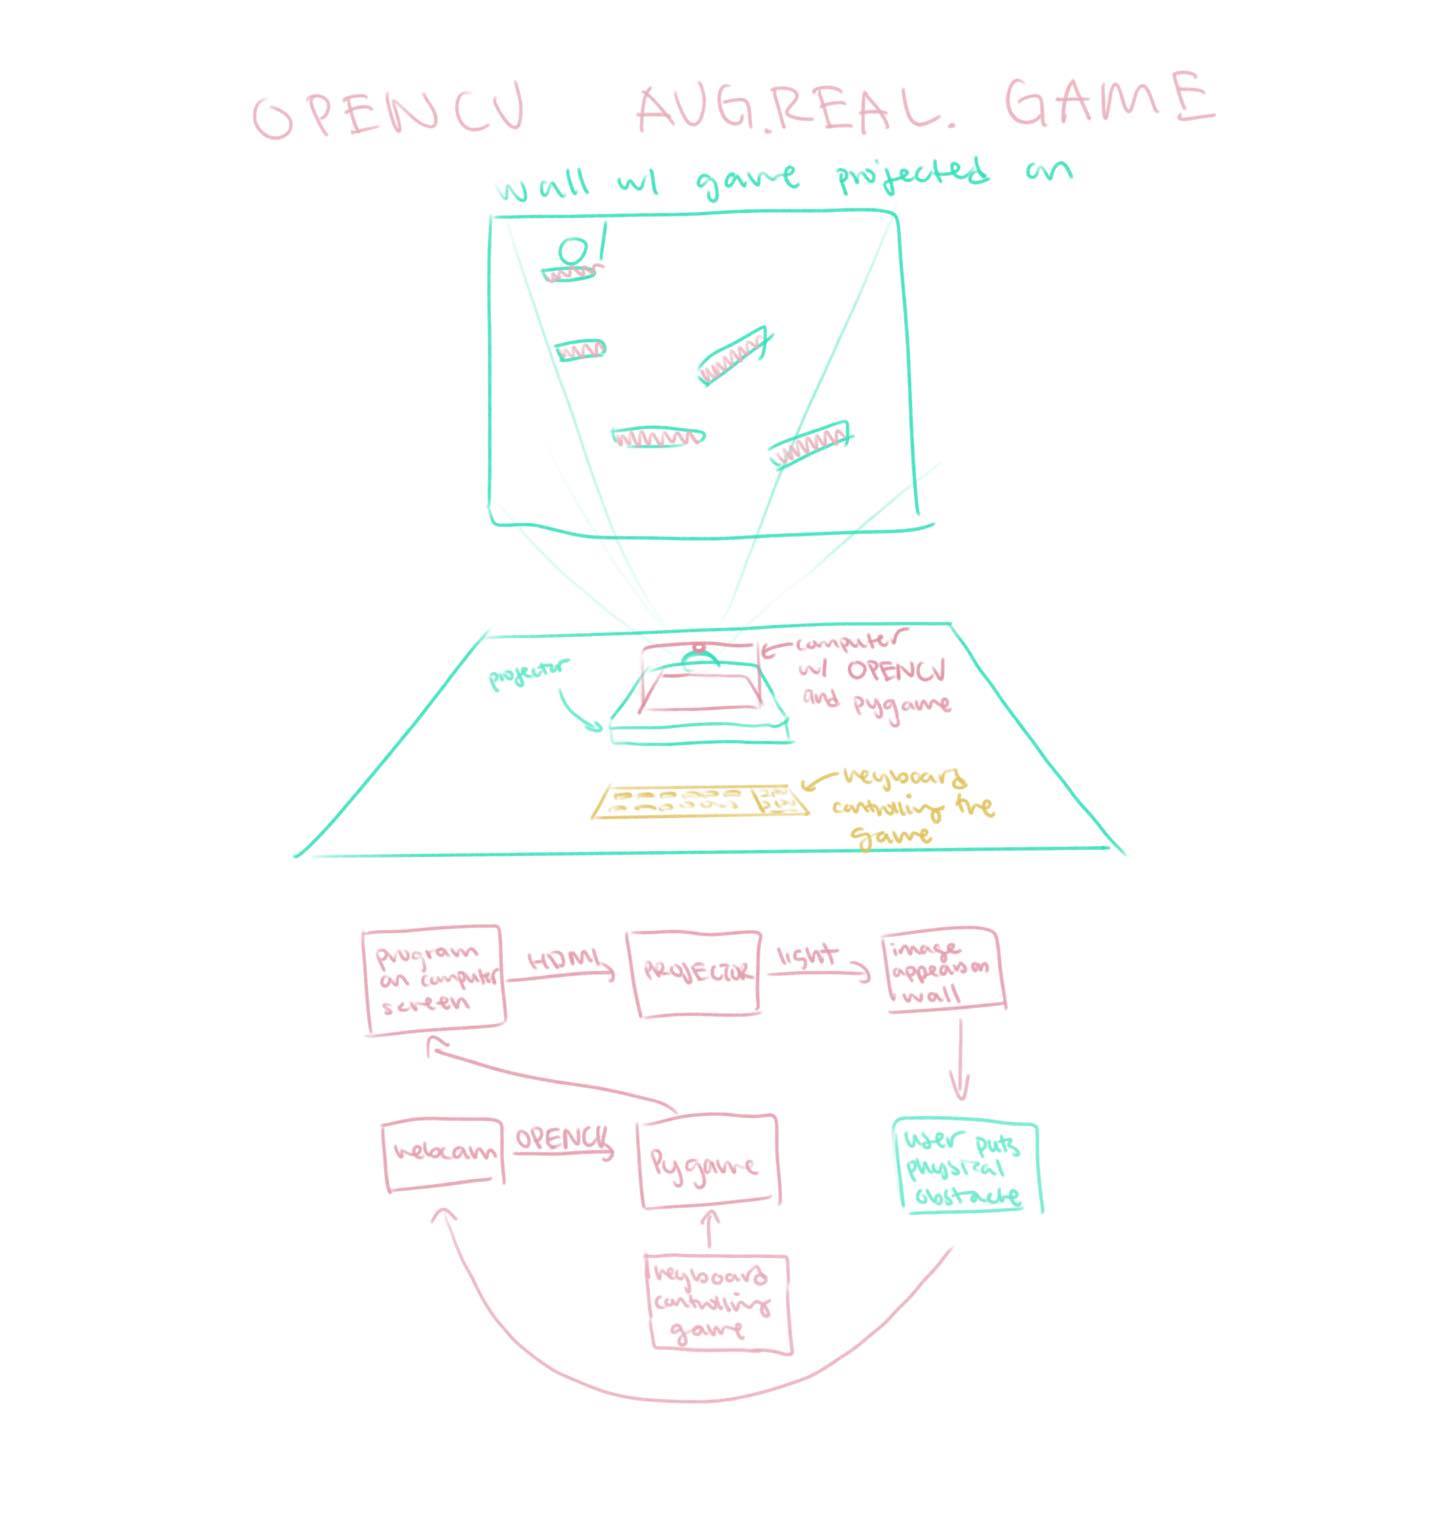 OPENCV AUG.REAL. GAME
wall w/ game projected on
computer
w/ OPENCV
and pygame
projector
keyboard
controlling the
game
program
on computer
screen
HDMI
PROJECTOR
light
image
appears on
wall
webcam
OPENCV
Pygame
user puts
physical
obstacle
keyboard
controlling
game